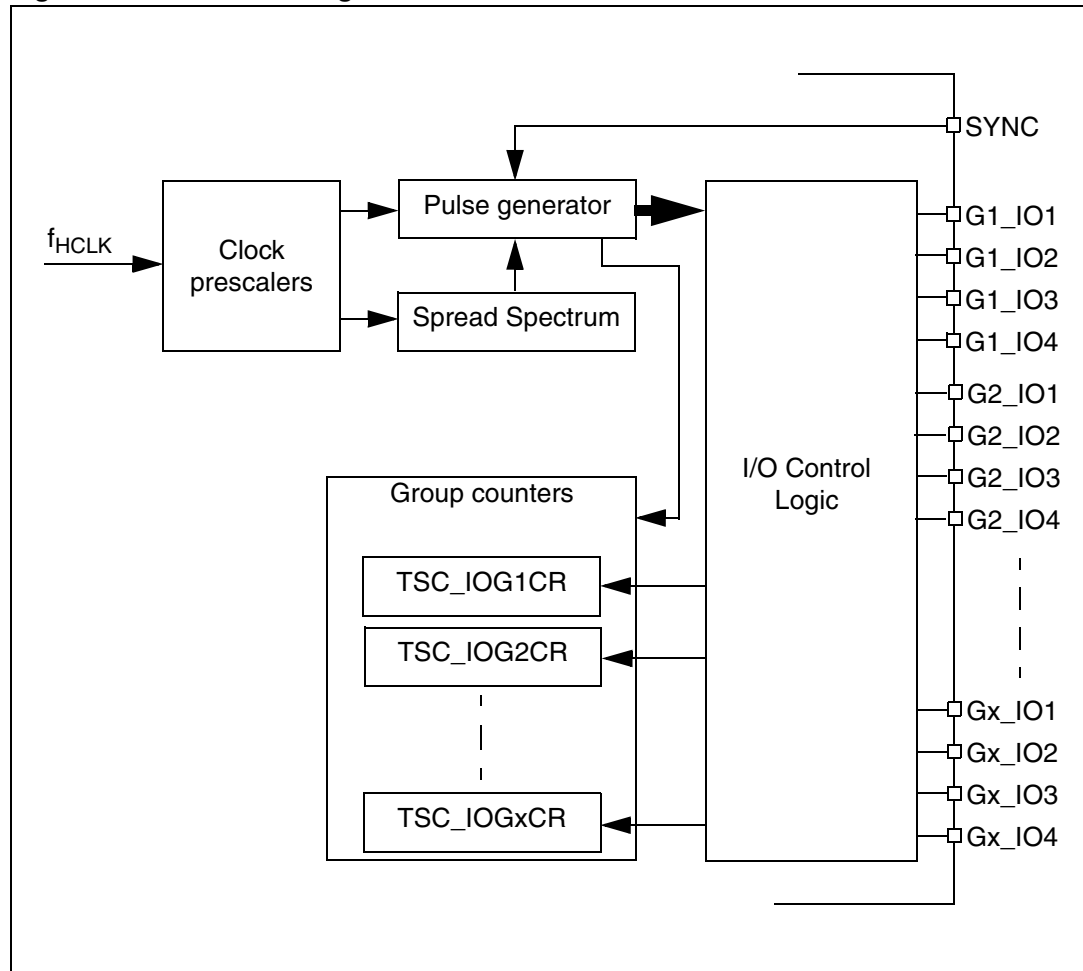 SYNC
Pulse generator
fHCLK
Clock
prescalers
Spread Spectrum
G1_IO1
G1_IO2
G1_IO3
G1_IO4
G2_IO1
G2_IO2
G2_IO3
G2_IO4
I/O Control
Logic
Group counters
TSC_IOG1CR
TSC_IOG2CR
TSC_IOGxCR
Gx_IO1
Gx_IO2
Gx_IO3
Gx_IO4